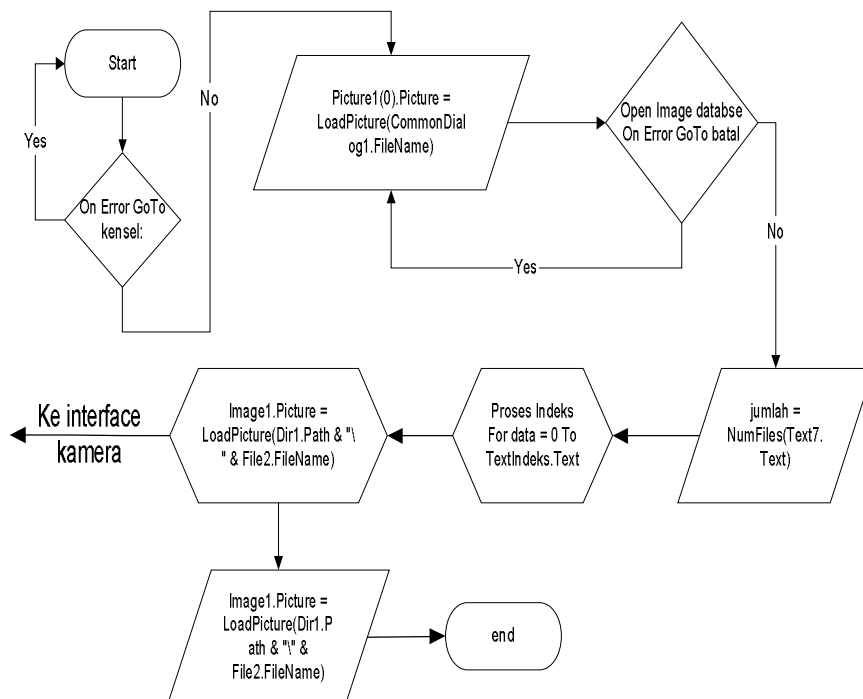 Start
Yes
On Error GoTo
kensel:
No
Picture1(0).Picture =
LoadPicture(CommonDial
og1.FileName)
Open Image databse
On Error GoTo batal
Yes
No
jumlah =
NumFiles(Text7.
Text)
Proses Indeks
For data = 0 To
TextIndeks.Text
Image1.Picture =
LoadPicture(Dir1.Path & "\
" & File2.FileName)
Ke interface
kamera
Image1.Picture =
LoadPicture(Dir1.P
ath & "\" &
File2.FileName)
end